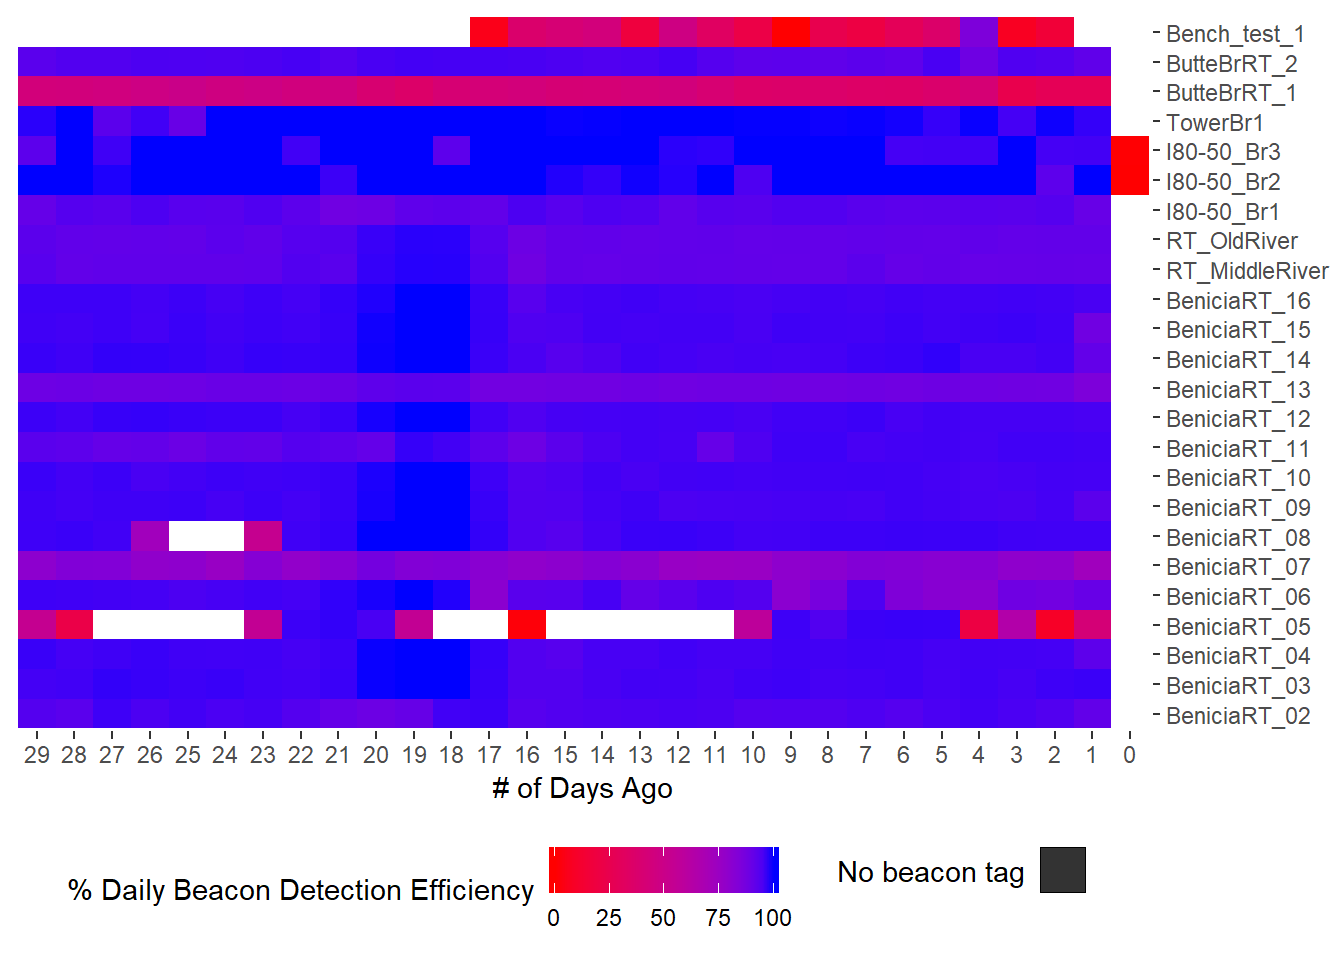 Bench_test_1
ButteBrRT_2
ButteBrRT_1
TowerBr1
I80-50_Br3
I80-50_Br2
I80-50_Br1
RT_OldRiver
RT_MiddleRiver
BeniciaRT_16
BeniciaRT_15
BeniciaRT_14
BeniciaRT_13
BeniciaRT_12
BeniciaRT_11
BeniciaRT_10
BeniciaRT_09
BeniciaRT_08
BeniciaRT_07
BeniciaRT_06
BeniciaRT_05
BeniciaRT_04
BeniciaRT_03
BeniciaRT_02
29 28 27 26 25 24 23 22 21 20 19 18 17 16 15 14 13 12 11 10 9 8 7 6 5 4 3 2 1 0
# of Days Ago
% Daily Beacon Detection Efficiency
0 25 50 75 100
No beacon tag